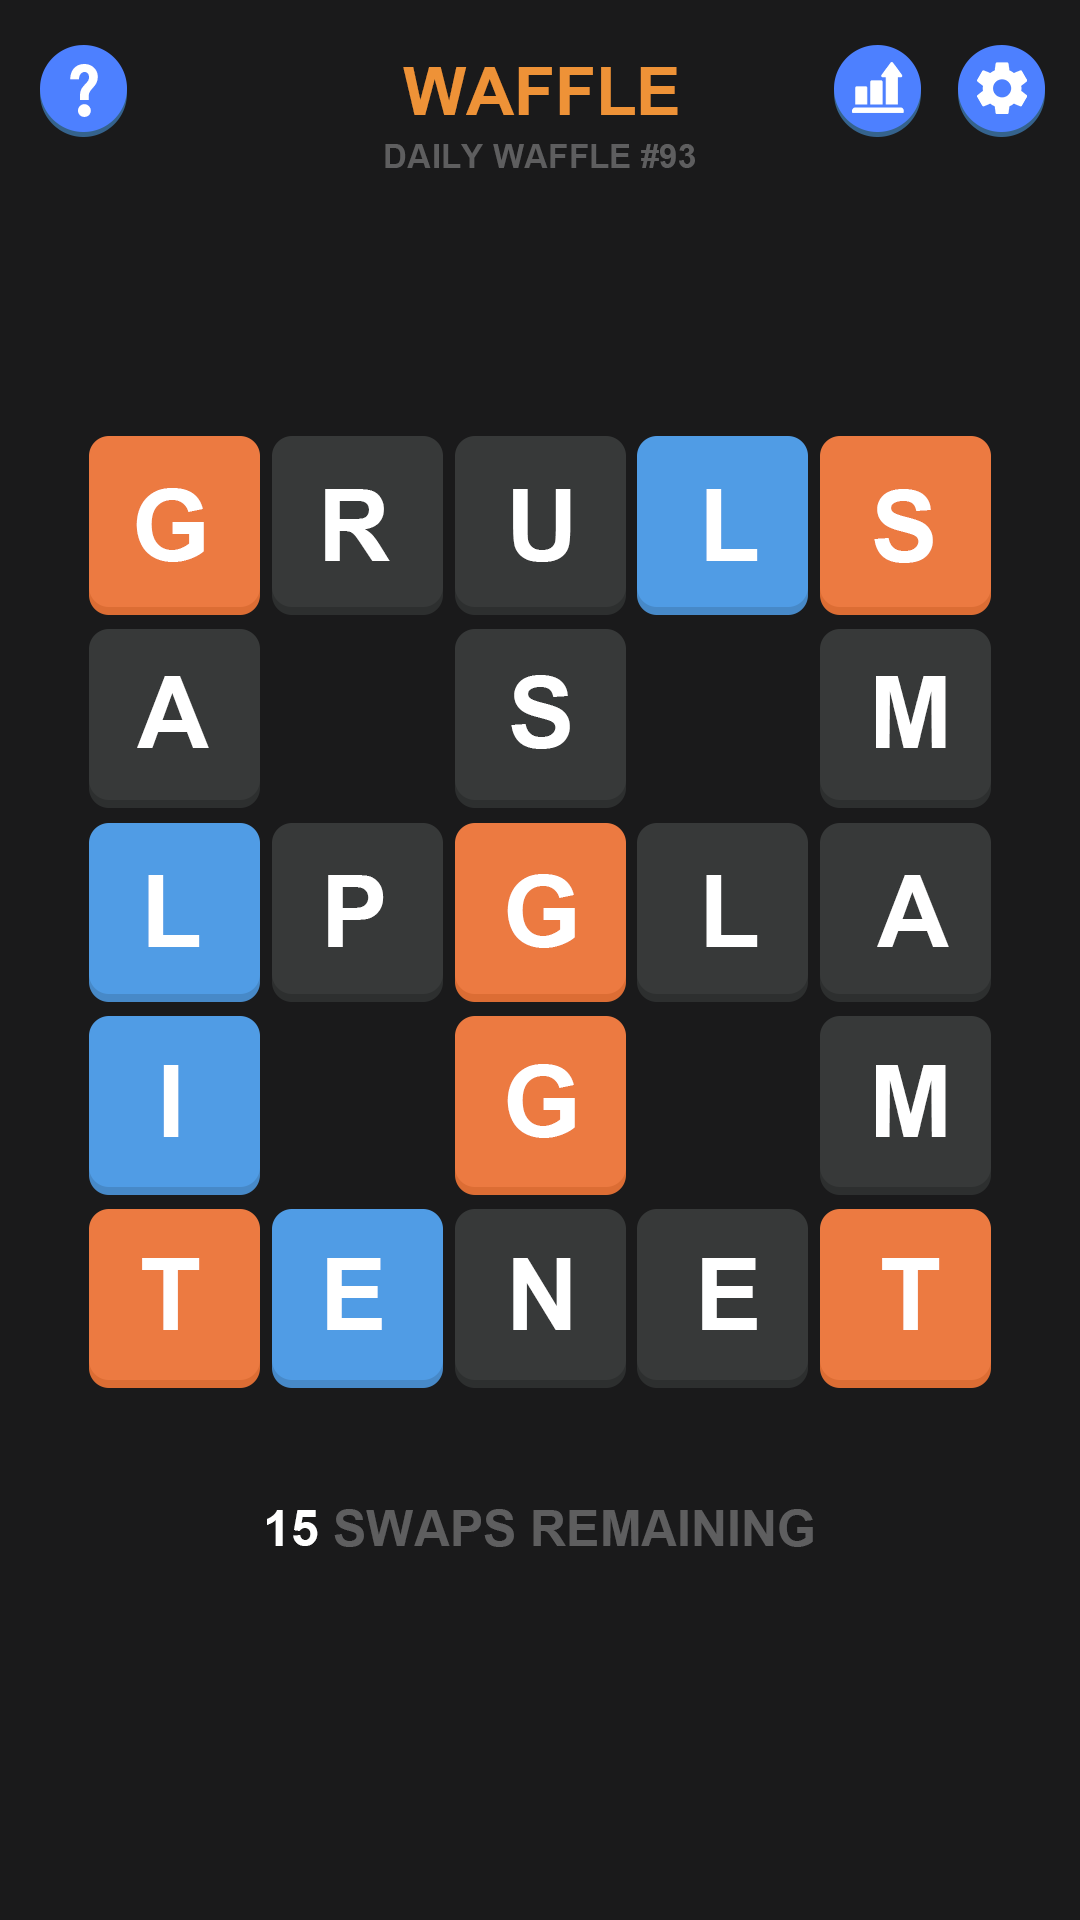 ?
WAFFLE
DAILY WAFFLE #93
G R U L S
A S M
L P G L A
I G M
T E N E T
15 SWAPS REMAINING